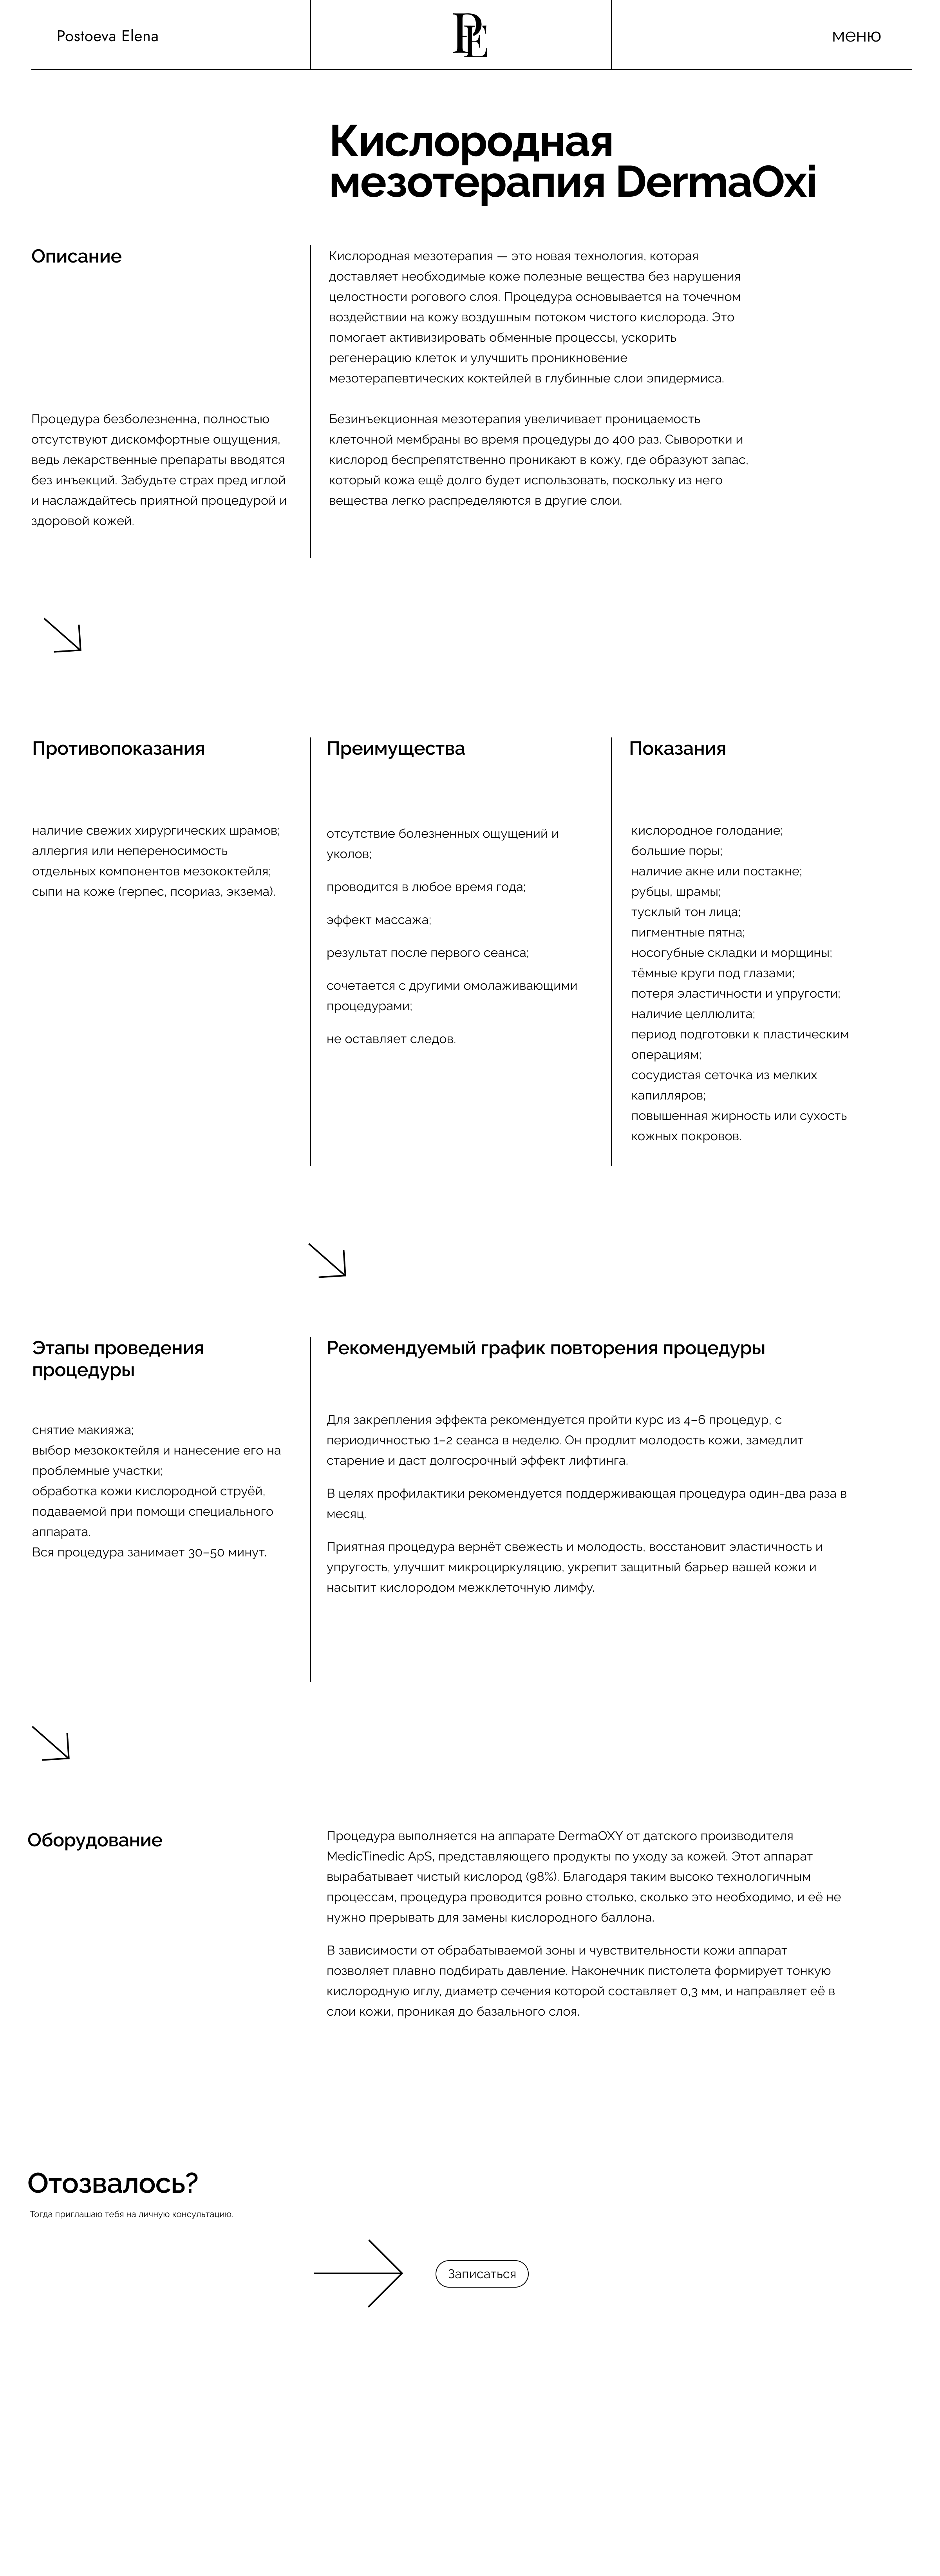 Postoeva Elena
PE
меню
Кислородная
мезотерапия DermaOxi
Описание
Кислородная мезотерапия — это новая технология, которая
доставляет необходимые коже полезные вещества без нарушения
целостности рогового слоя. Процедура основывается на точечном
воздействии на кожу воздушным потоком чистого кислорода. Это
помогает активизировать обменные процессы, ускорить
регенерацию клеток и улучшить проникновение
мезотерапевтических коктейлей в глубинные слои эпидермиса.
Процедура безболезненна, полностью
отсутствуют дискомфортные ощущения,
ведь лекарственные препараты вводятся
без инъекций. Забудьте страх пред иглой
и наслаждайтесь приятной процедурой и
здоровой кожей.
Безинъекционная мезотерапия увеличивает проницаемость
клеточной мембраны во время процедуры до 400 раз. Сыворотки и
кислород беспрепятственно проникают в кожу, где образуют запас,
который кожа ещё долго будет использовать, поскольку из него
вещества легко распределяются в другие слои.
Противопоказания
наличие свежих хирургических шрамов;
аллергия или непереносимость
отдельных компонентов мезококтейля;
сыпи на коже (герпес, псориаз, экзема).
Преимущества
отсутствие болезненных ощущений и
уколов;
проводится в любое время года;
эффект массажа;
результат после первого сеанса;
сочетается с другими омолаживающими
процедурами;
не оставляет следов.
Показания
кислородное голодание;
большие поры;
наличие акне или постакне;
рубцы, шрамы;
тусклый тон лица;
пигментные пятна;
носогубные складки и морщины;
тёмные круги под глазами;
потеря эластичности и упругости;
наличие целлюлита;
период подготовки к пластическим
операциям;
сосудистая сеточка из мелких
капилляров;
повышенная жирность или сухость
кожных покровов.
Этапы проведения
процедуры
снятие макияжа;
выбор мезококтейля и нанесение его на
проблемные участки;
обработка кожи кислородной струёй,
подаваемой при помощи специального
аппарата.
Вся процедура занимает 30–50 минут.
Рекомендуемый график повторения процедуры
Для закрепления эффекта рекомендуется пройти курс из 4–6 процедур, с
периодичностью 1–2 сеанса в неделю. Он продлит молодость кожи, замедлит
старение и даст долгосрочный эффект лифтинга.
В целях профилактики рекомендуется поддерживающая процедура один-два раза в
месяц.
Приятная процедура вернёт свежесть и молодость, восстановит эластичность и
упругость, улучшит микроциркуляцию, укрепит защитный барьер вашей кожи и
насытит кислородом межклеточную лимфу.
Оборудование
Процедура выполняется на аппарате DermaOXY от датского производителя
MedicTinedic ApS, представляющего продукты по уходу за кожей. Этот аппарат
вырабатывает чистый кислород (98%). Благодаря таким высоко технологичным
процессам, процедура проводится ровно столько, сколько это необходимо, и её не
нужно прерывать для замены кислородного баллона.
В зависимости от обрабатываемой зоны и чувствительности кожи аппарат
позволяет плавно подбирать давление. Наконечник пистолета формирует тонкую
кислородную иглу, диаметр сечения которой составляет 0,3 мм, и направляет её в
слои кожи, проникая до базального слоя.
Отозвалось?
Тогда приглашаю тебя на личную консультацию.
Записаться